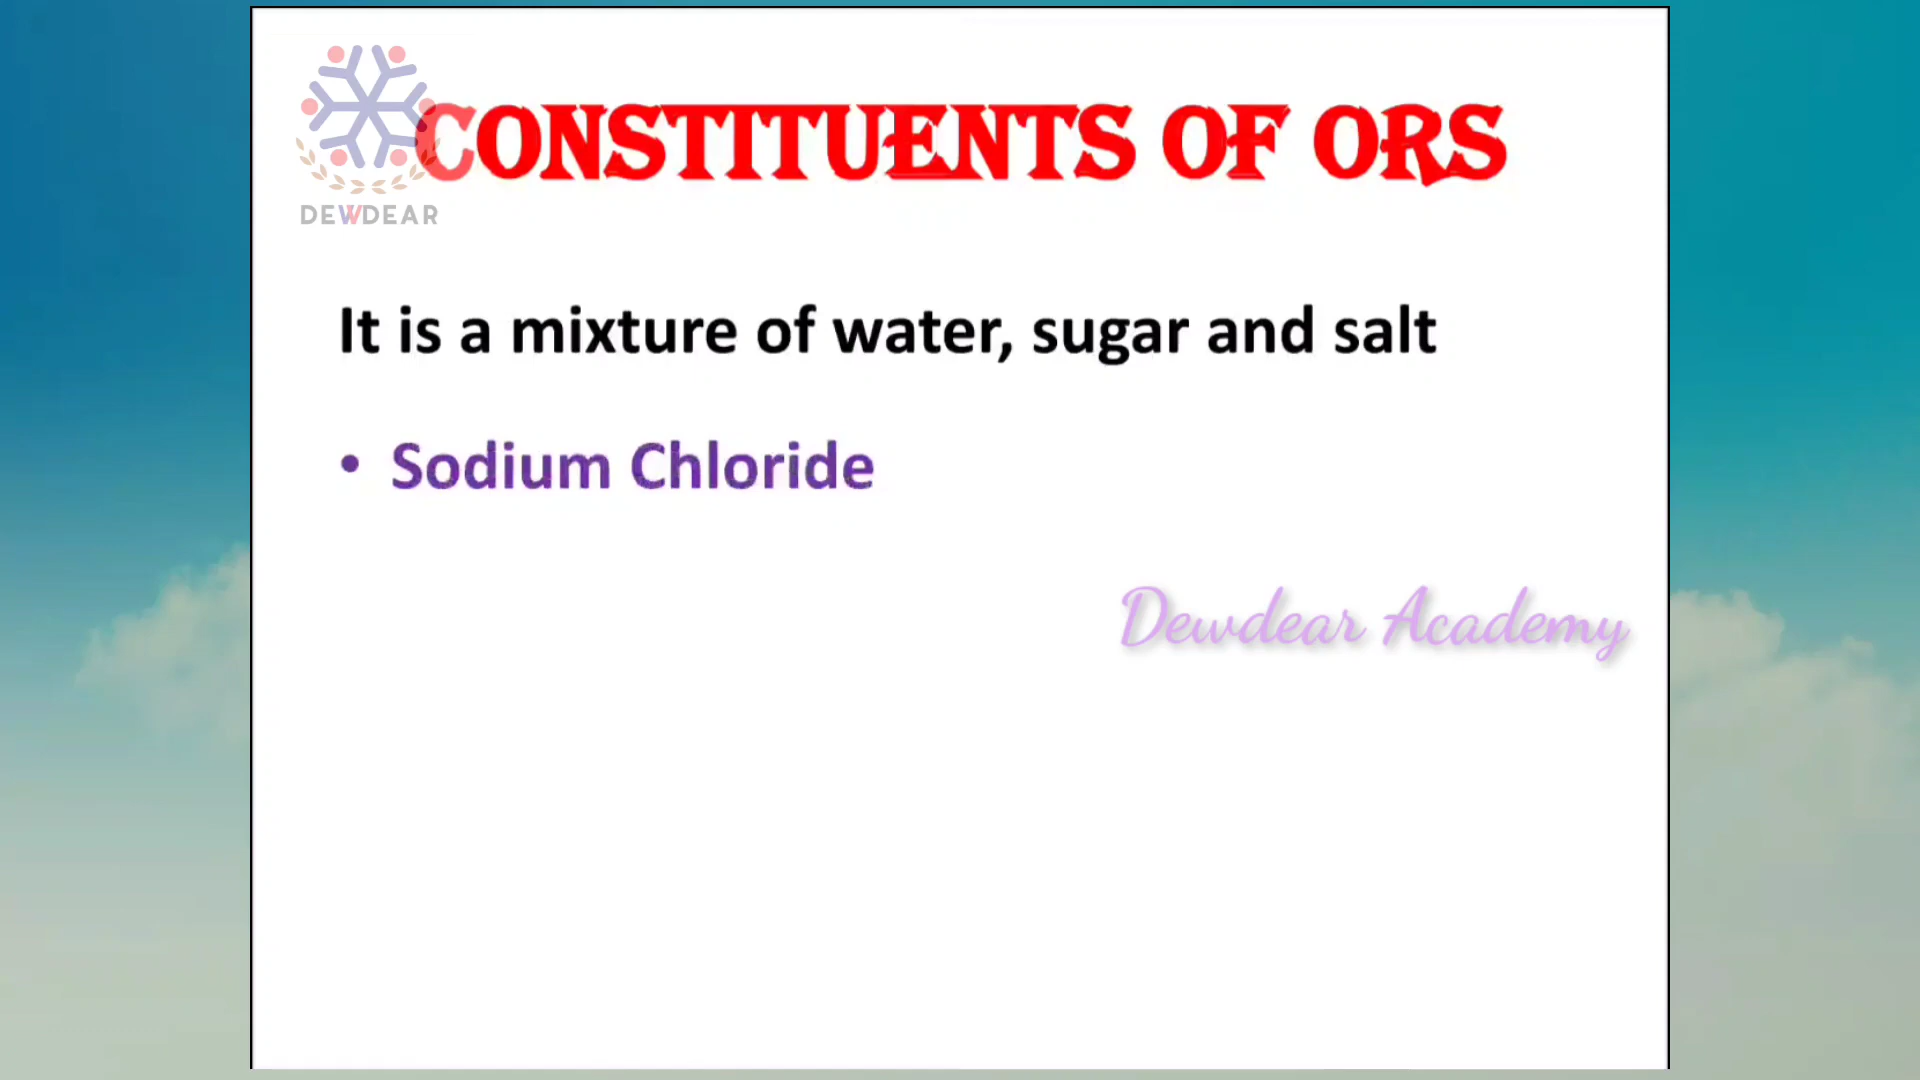 CONSTITUENTS OF ORS
DEWDEAR
It is a mixture of water, sugar and salt
• Sodium Chloride
Dewdear Academy